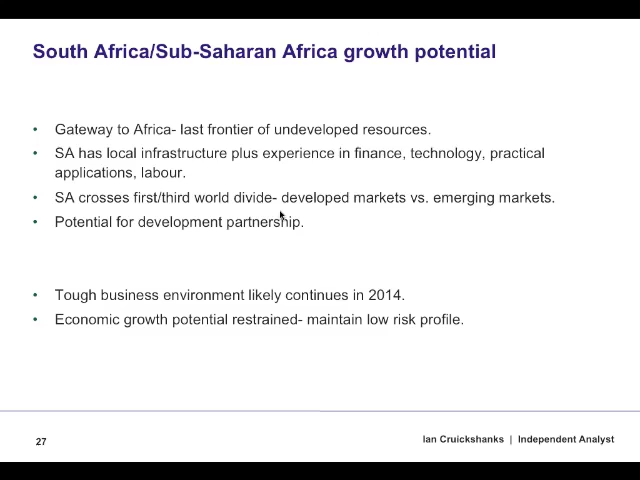 South Africa/Sub-Saharan Africa growth potential
• Gateway to Africa- last frontier of undeveloped resources.
• SA has local infrastructure plus experience in finance, technology, practical
applications, labour.
• SA crosses first/third world divide- developed markets vs. emerging markets.
• Potential for development partnership.
• Tough business environment likely continues in 2014.
• Economic growth potential restrained- maintain low risk profile.
27
Ian Cruickshanks | Independent Analyst